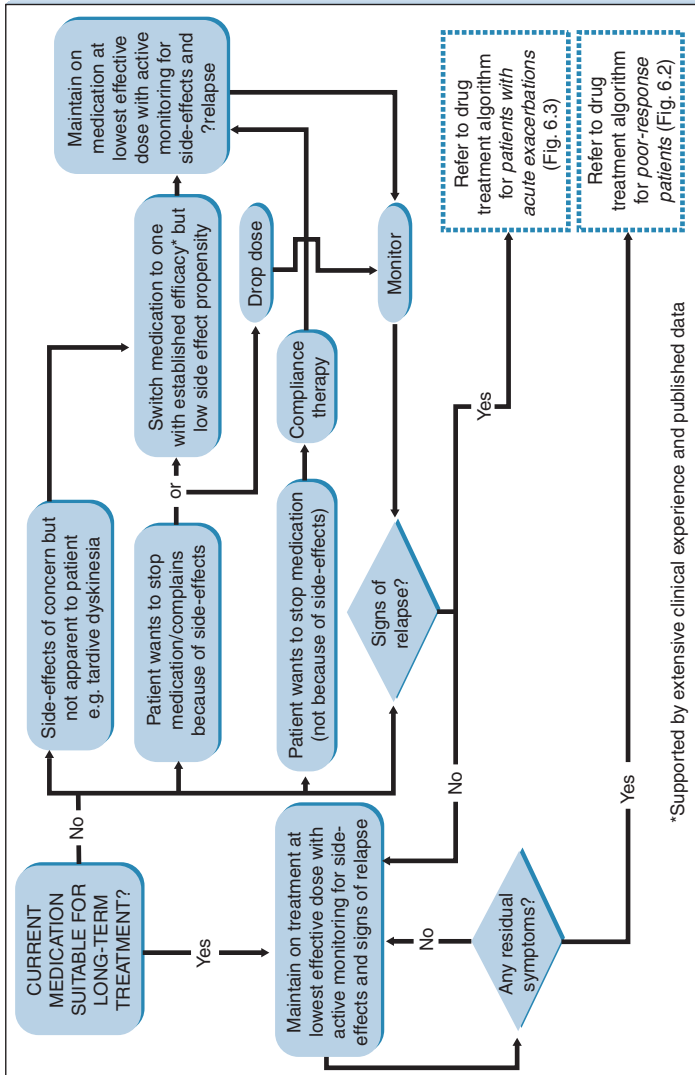 CURRENT
MEDICATION
SUITABLE FOR
LONG-TERM
TREATMENT?
No
Yes
Side-effects of concern but
not apparent to patient
e.g. tardive dyskinesia
Patient wants to stop
medication/complains
because of side-effects
or
Patient wants to stop medication
(not because of side-effects)
Switch medication to one
with established efficacy* but
low side effect propensity
Drop dose
Compliance
therapy
Maintain on
medication at
lowest effective
dose with active
monitoring for
side-effects and
?relapse
Monitor
Signs of
relapse?
No
Yes
Maintain on treatment at
lowest effective dose with
active monitoring for side-
effects and signs of relapse
No
Any residual
symptoms?
Yes
Refer to drug
treatment algorithm
for patients with
acute exacerbations
(Fig. 6.3)
Refer to drug
treatment algorithm
for poor-response
patients (Fig. 6.2)
*Supported by extensive clinical experience and published data